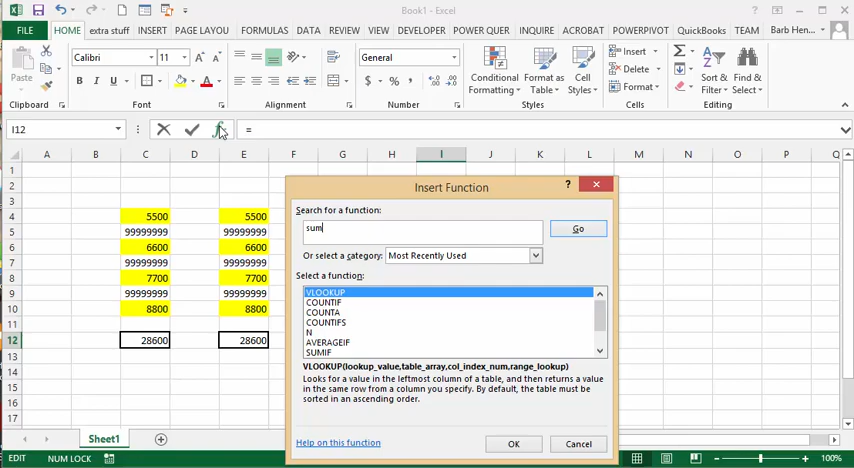 Book1 - Excel
FILE HOME extra stuff INSERT PAGE LAYOU FORMULAS DATA REVIEW VIEW DEVELOPER POWER QUER INQUIRE ACROBAT POWERPIVOT QuickBooks TEAM Barb Hen...
Paste
Calibri 11
B I U
General
$ % ,
Conditional Formatting
Format as Table
Cell Styles
Insert
Delete
Format
Sort & Filter
Find & Select
Clipboard Font Alignment Number Styles Cells Editing
I12 fx =
A B C D E F G H I J K L M N O P Q
1
2
3
4 5500 5500
5 99999999 99999999
6 6600 6600
7 99999999 99999999
8 7700 7700
9 99999999 99999999
10 8800 8800
11
12 28600 28600
13
14
15
16
17
Insert Function
?
Search for a function:
sum
Go
Or select a category: Most Recently Used
Select a function:
VLOOKUP
COUNTIF
COUNTA
COUNTIFS
N
AVERAGEIF
SUMIF
VLOOKUP(lookup_value,table_array,col_index_num,range_lookup)
Looks for a value in the leftmost column of a table, and then returns a value
in the same row from a column you specify. By default, the table must be
sorted in an ascending order.
Help on this function
OK Cancel
Sheet1
EDIT NUM LOCK 100%